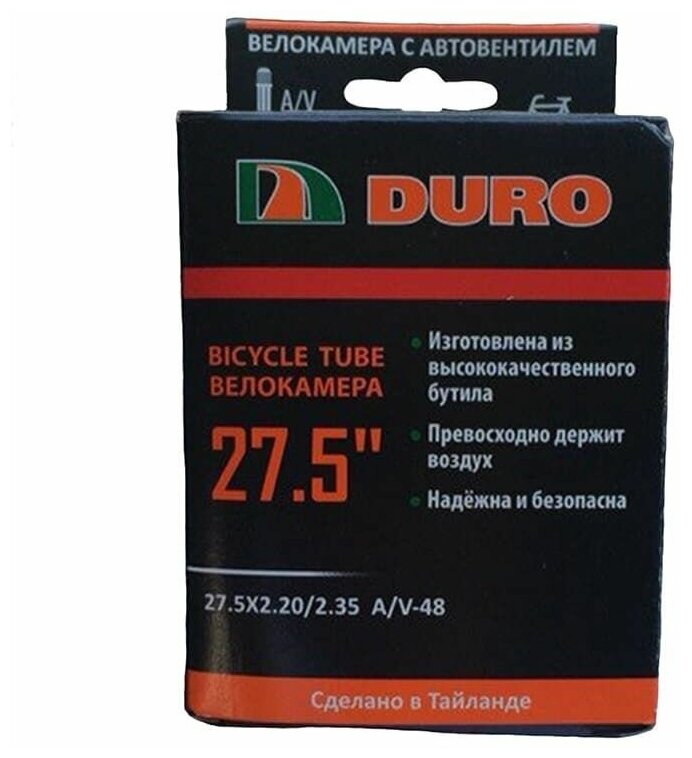 ВЕЛОКАМЕРА С АВТОВЕНТИЛЕМ
A/V
DURO
BICYCLE TUBE
ВЕЛОКАМЕРА
27.5"
• Изготовлена из
высококачественного
бутила
• Превосходно держит
воздух
• Надёжна и безопасна
27.5X2.20/2.35 A/V-48
Сделано в Тайланде